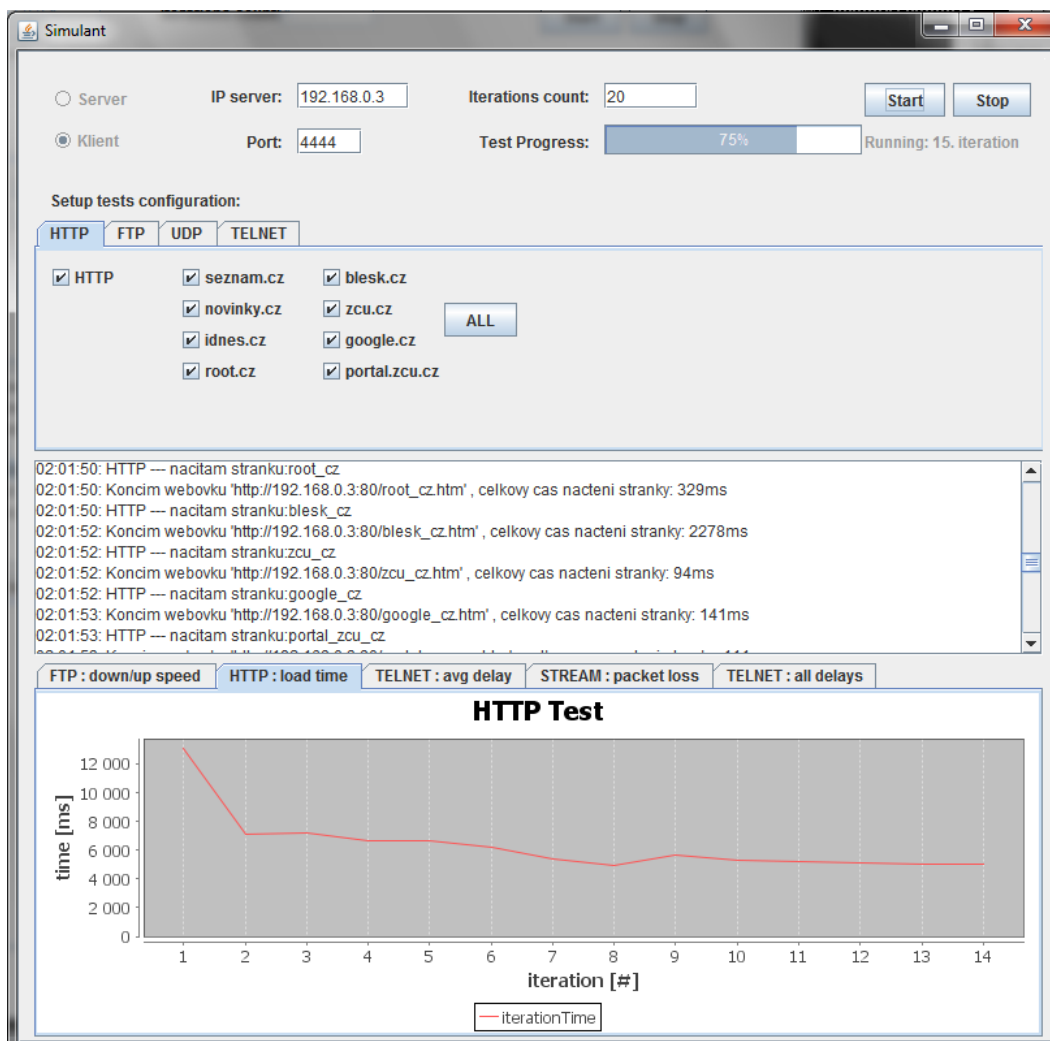 Simulant
Server IP server: 192.168.0.3 Iterations count: 20 Start Stop
Klient Port: 4444 Test Progress: 75% Running: 15. iteration
Setup tests configuration:
HTTP FTP UDP TELNET
HTTP seznam.cz blesk.cz
novinky.cz zcu.cz ALL
idnes.cz google.cz
root.cz portal.zcu.cz
02:01:50: HTTP --- nacitam stranku:root_cz
02:01:50: Koncim webovku 'http://192.168.0.3:80/root_cz.htm' , celkovy cas nacteni stranky: 329ms
02:01:50: HTTP --- nacitam stranku:blesk_cz
02:01:52: Koncim webovku 'http://192.168.0.3:80/blesk_cz.htm' , celkovy cas nacteni stranky: 2278ms
02:01:52: HTTP --- nacitam stranku:zcu_cz
02:01:52: Koncim webovku 'http://192.168.0.3:80/zcu_cz.htm' , celkovy cas nacteni stranky: 94ms
02:01:52: HTTP --- nacitam stranku:google_cz
02:01:53: Koncim webovku 'http://192.168.0.3:80/google_cz.htm' , celkovy cas nacteni stranky: 141ms
02:01:53: HTTP --- nacitam stranku:portal_zcu_cz
FTP : down/up speed HTTP : load time TELNET : avg delay STREAM : packet loss TELNET : all delays
HTTP Test
time [ms]
12 000
10 000
8 000
6 000
4 000
2 000
0
1 2 3 4 5 6 7 8 9 10 11 12 13 14
iteration [#]
iterationTime